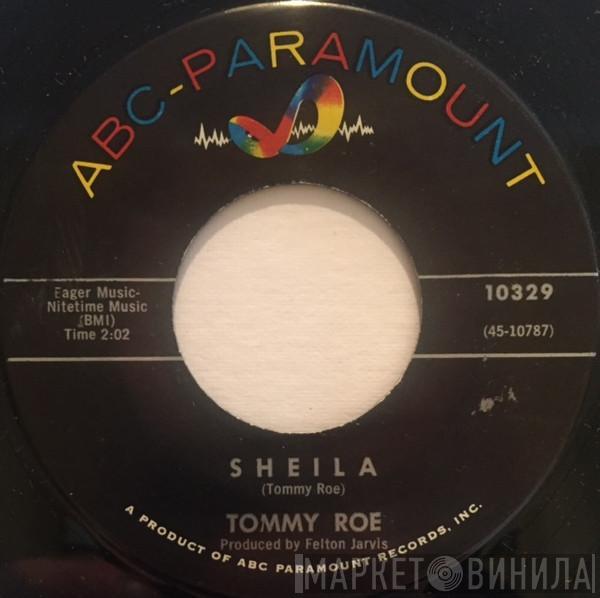 ABC-PARAMOUNT
Eager Music-
Nitetime Music
(BMI)
Time 2:02
10329
(45-10787)
SHEILA
(Tommy Roe)
TOMMY ROE
Produced by Felton Jarvis
A PRODUCT OF ABC PARAMOUNT RECORDS, INC.
МАРКЕТ ВИНИЛА